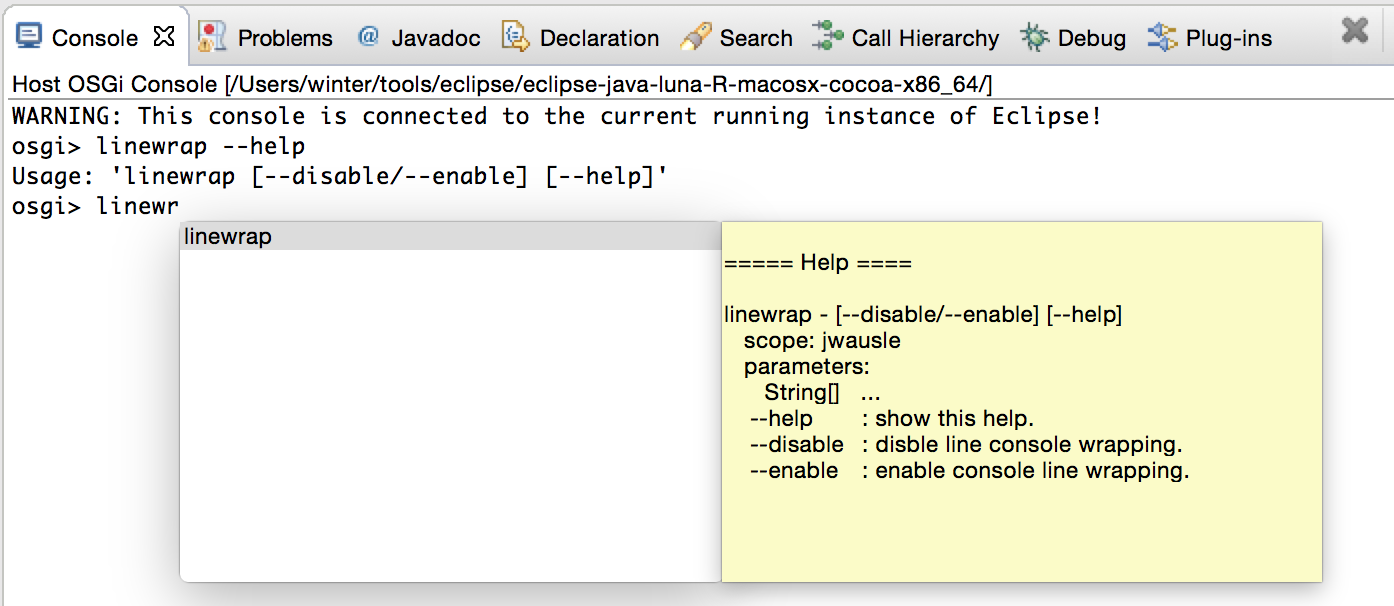 Console Problems @ Javadoc Declaration Search Call Hierarchy Debug Plug-ins
Host OSGi Console [/Users/winter/tools/eclipse/eclipse-java-luna-R-macosx-cocoa-x86_64/]
WARNING: This console is connected to the current running instance of Eclipse!
osgi> linewrap --help
Usage: 'linewrap [--disable/--enable] [--help]'
osgi> linewr
linewrap
===== Help ====
linewrap - [--disable/--enable] [--help]
scope: jwausle
parameters:
String[] ...
--help : show this help.
--disable : disble line console wrapping.
--enable : enable console line wrapping.